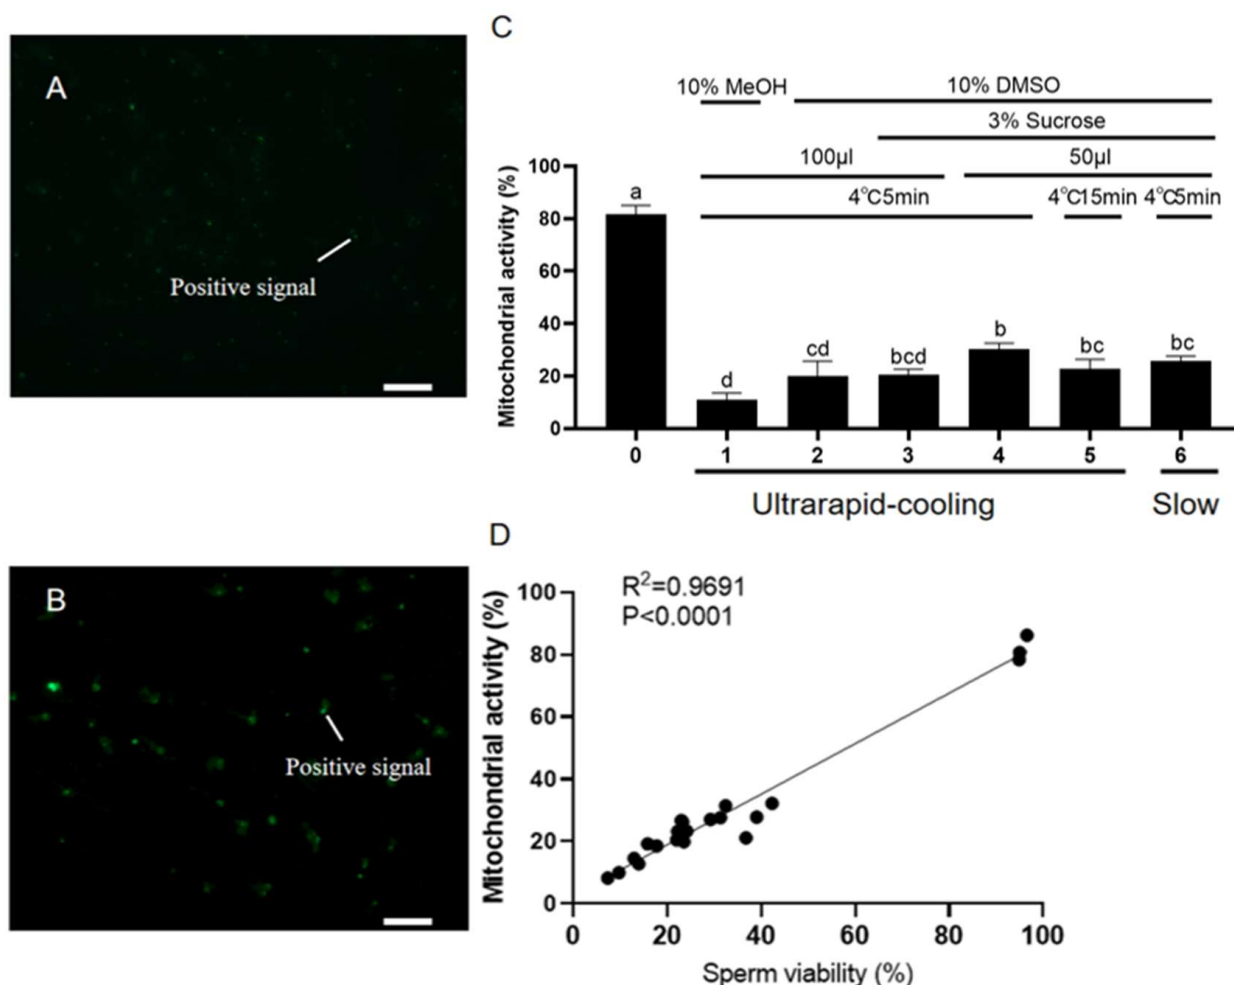 A
Positive signal
B
Positive signal
C
10% MeOH
10% DMSO
3% Sucrose
100μl
50μl
4°C5min
4°C15min
4°C5min
Mitochondrial activity (%)
100
80
60
40
20
0
a
d
cd
bcd
b
bc
bc
0
1
2
3
4
5
6
Ultrarapid-cooling
Slow
D
R²=0.9691
P<0.0001
Mitochondrial activity (%)
100
80
60
40
20
0
0
20
40
60
80
100
Sperm viability (%)